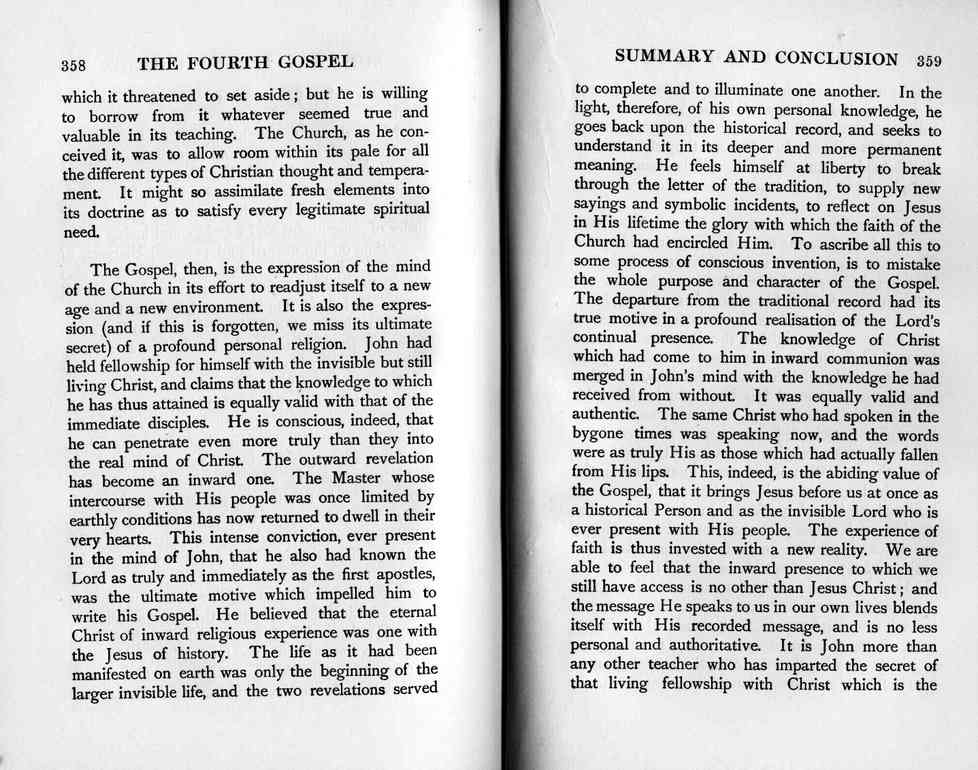 358 THE FOURTH GOSPEL
which it threatened to set aside; but he is willing
to borrow from it whatever seemed true and
valuable in its teaching. The Church, as he con-
ceived it, was to allow room within its pale for all
the different types of Christian thought and tempera-
ment. It might so assimilate fresh elements into
its doctrine as to satisfy every legitimate spiritual
need.
The Gospel, then, is the expression of the mind
of the Church in its effort to readjust itself to a new
age and a new environment. It is also the expres-
sion (and if this is forgotten, we miss its ultimate
secret) of a profound personal religion. John had
held fellowship for himself with the invisible but still
living Christ, and claims that the knowledge to which
he has thus attained is equally valid with that of the
immediate disciples. He is conscious, indeed, that
he can penetrate even more truly than they into
the real mind of Christ. The outward revelation
has become an inward one. The Master whose
intercourse with His people was once limited by
earthly conditions has now returned to dwell in their
very hearts. This intense conviction, ever present
in the mind of John, that he also had known the
Lord as truly and immediately as the first apostles,
was the ultimate motive which impelled him to
write his Gospel. He believed that the eternal
Christ of inward religious experience was one with
the Jesus of history. The life as it had been
manifested on earth was only the beginning of the
larger invisible life, and the two revelations served
SUMMARY AND CONCLUSION 359
to complete and to illuminate one another. In the
light, therefore, of his own personal knowledge, he
goes back upon the historical record, and seeks to
understand it in its deeper and more permanent
meaning. He feels himself at liberty to break
through the letter of the tradition, to supply new
sayings and symbolic incidents, to reflect on Jesus
in His lifetime the glory with which the faith of the
Church had encircled Him. To ascribe all this to
some process of conscious invention, is to mistake
the whole purpose and character of the Gospel.
The departure from the traditional record had its
true motive in a profound realisation of the Lord's
continual presence. The knowledge of Christ
which had come to him in inward communion was
merged in John's mind with the knowledge he had
received from without. It was equally valid and
authentic. The same Christ who had spoken in the
bygone times was speaking now, and the words
were as truly His as those which had actually fallen
from His lips. This, indeed, is the abiding value of
the Gospel, that it brings Jesus before us at once as
a historical Person and as the invisible Lord who is
ever present with His people. The experience of
faith is thus invested with a new reality. We are
able to feel that the inward presence to which we
still have access is no other than Jesus Christ; and
the message He speaks to us in our own lives blends
itself with His recorded message, and is no less
personal and authoritative. It is John more than
any other teacher who has imparted the secret of
that living fellowship with Christ which is the